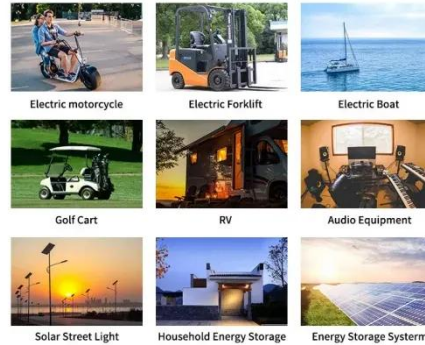 Electric motorcycle
Electric Forklift
Electric Boat
Golf Cart
RV
Audio Equipment
Solar Street Light
Household Energy Storage
Energy Storage Systerm